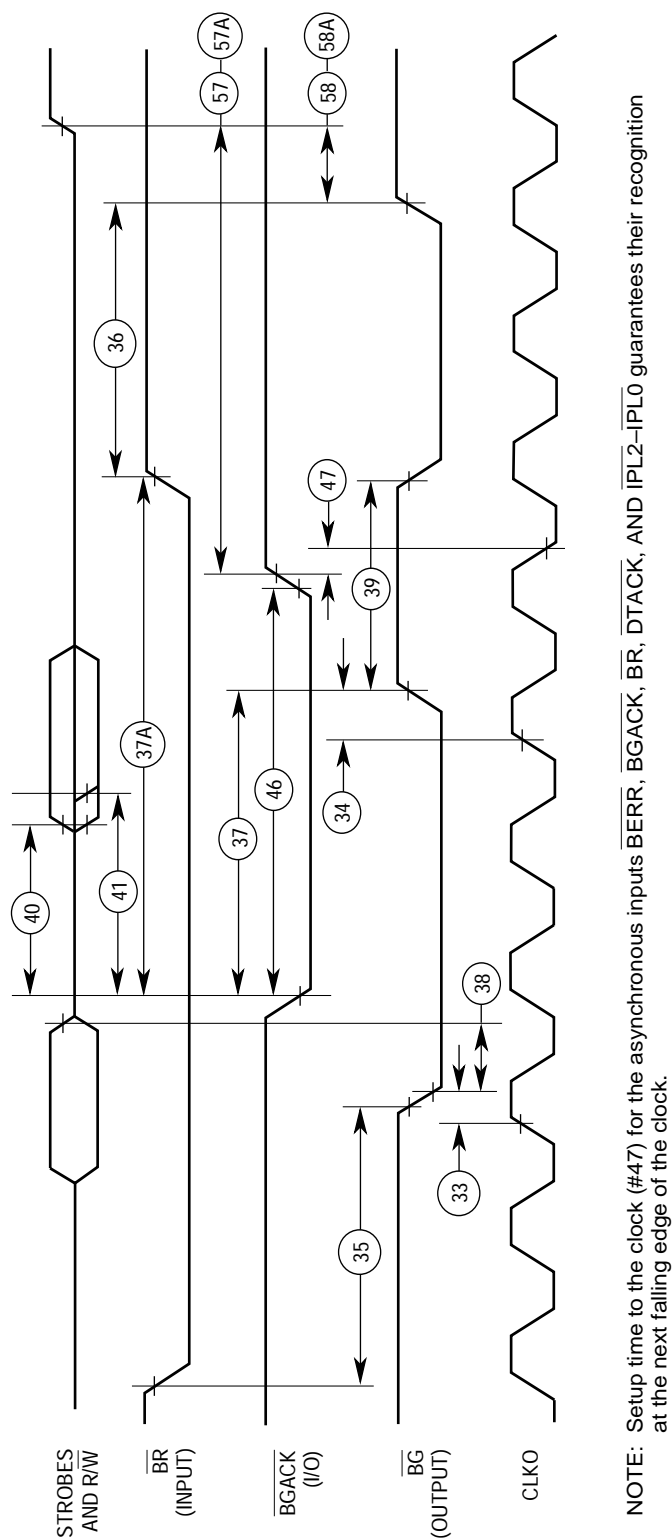 STROBES
AND R/W
40
41
BR
(INPUT)
37A
36
BGACK
(I/O)
37
46
57
57A
BG
(OUTPUT)
35
33
38
34
39
47
58
58A
CLKO
NOTE: Setup time to the clock (#47) for the asynchronous inputs BERR, BGACK, BR, DTACK, AND IPL2–IPL0 guarantees their recognition
at the next falling edge of the clock.